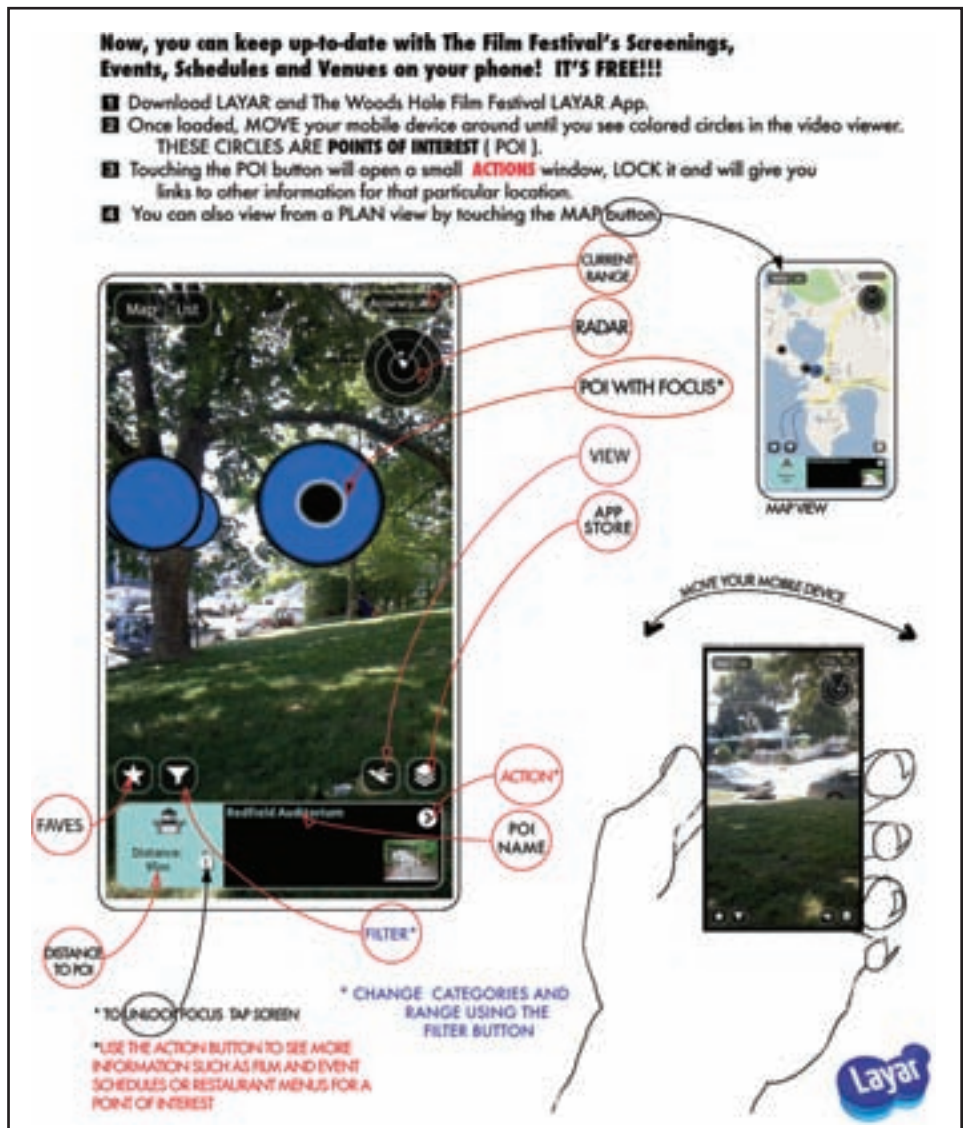 Now, you can keep up-to-date with The Film Festival's Screenings,
Events, Schedules and Venues on your phone! IT'S FREE!!!
1 Download LAYAR and The Woods Hole Film Festival LAYAR App.
2 Once loaded, MOVE your mobile device around until you see colored circles in the video viewer.
THESE CIRCLES ARE POINTS OF INTEREST ( POI ).
3 Touching the POI button will open a small ACTIONS window, LOCK it and will give you
links to other information for that particular location.
4 You can also view from a PLAN view by touching the MAP button.
CURRENT
RANGE
Map List
RADAR
POI WITH FOCUS*
VIEW
APP
STORE
MAP VIEW
MOVE YOUR MOBILE DEVICE
ACTION*
FAVES
Redfield Auditorium
POI
NAME
Distance:
95m
FILTER*
DISTANCE
TO POI
* CHANGE CATEGORIES AND
RANGE USING THE
FILTER BUTTON
* TO UNLOCK FOCUS TAP SCREEN
*USE THE ACTION BUTTON TO SEE MORE
INFORMATION SUCH AS FILM AND EVENT
SCHEDULES OR RESTAURANT MENUS FOR A
POINT OF INTEREST
Layar